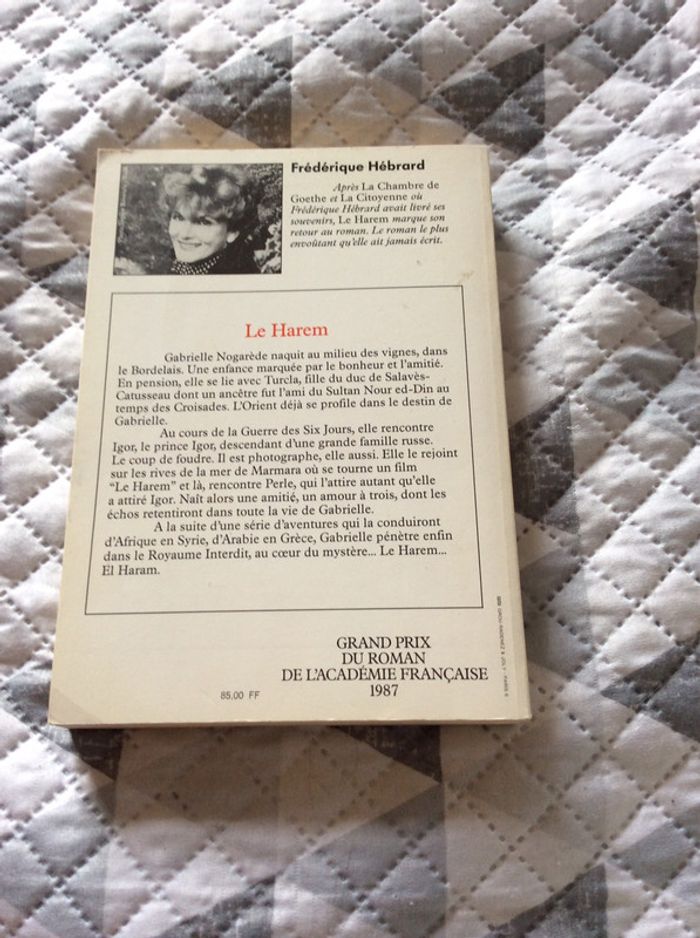 Frédérique Hébrard
Après La Chambre de
Goethe et La Citoyenne où
Frédérique Hébrard avait livré ses
souvenirs, Le Harem marque son
retour au roman. Le roman le plus
envoûtant qu'elle ait jamais écrit.
Le Harem
Gabrielle Nogarède naquit au milieu des vignes, dans
le Bordelais. Une enfance marquée par le bonheur et l'amitié.
En pension, elle se lie avec Turcla, fille du duc de Salavès-
Catusseau dont un ancêtre fut l'ami du Sultan Nour ed-Din au
temps des Croisades. L'Orient déjà se profile dans le destin de
Gabrielle.
Au cours de la Guerre des Six Jours, elle rencontre
Igor, le prince Igor, descendant d'une grande famille russe.
Le coup de foudre. Il est photographe, elle aussi. Elle le rejoint
sur les rives de la mer de Marmara où se tourne un film
“Le Harem” et là, rencontre Perle, qui l'attire autant qu'elle
a attiré Igor. Naît alors une amitié, un amour à trois, dont les
échos retentiront dans toute la vie de Gabrielle.
A la suite d'une série d'aventures qui la conduiront
d'Afrique en Syrie, d'Arabie en Grèce, Gabrielle pénètre enfin
dans le Royaume Interdit, au cœur du mystère... Le Harem...
El Haram.
GRAND PRIX
DU ROMAN
DE L'ACADÉMIE FRANÇAISE
1987
85,00 FF